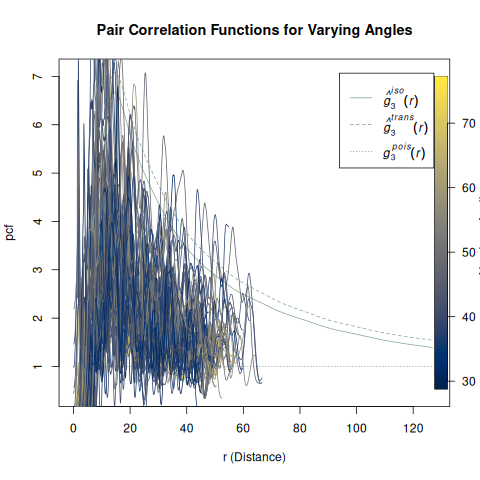 Pair Correlation Functions for Varying Angles
pcf
7
6
5
4
3
2
1
ĝ₃ⁱˢᵒ(r)
ĝ₃ᵗʳᵃⁿˢ(r)
g₃ᵖᵒⁱˢ(r)
70
60
50
40
30
0 20 40 60 80 100 120
r (Distance)